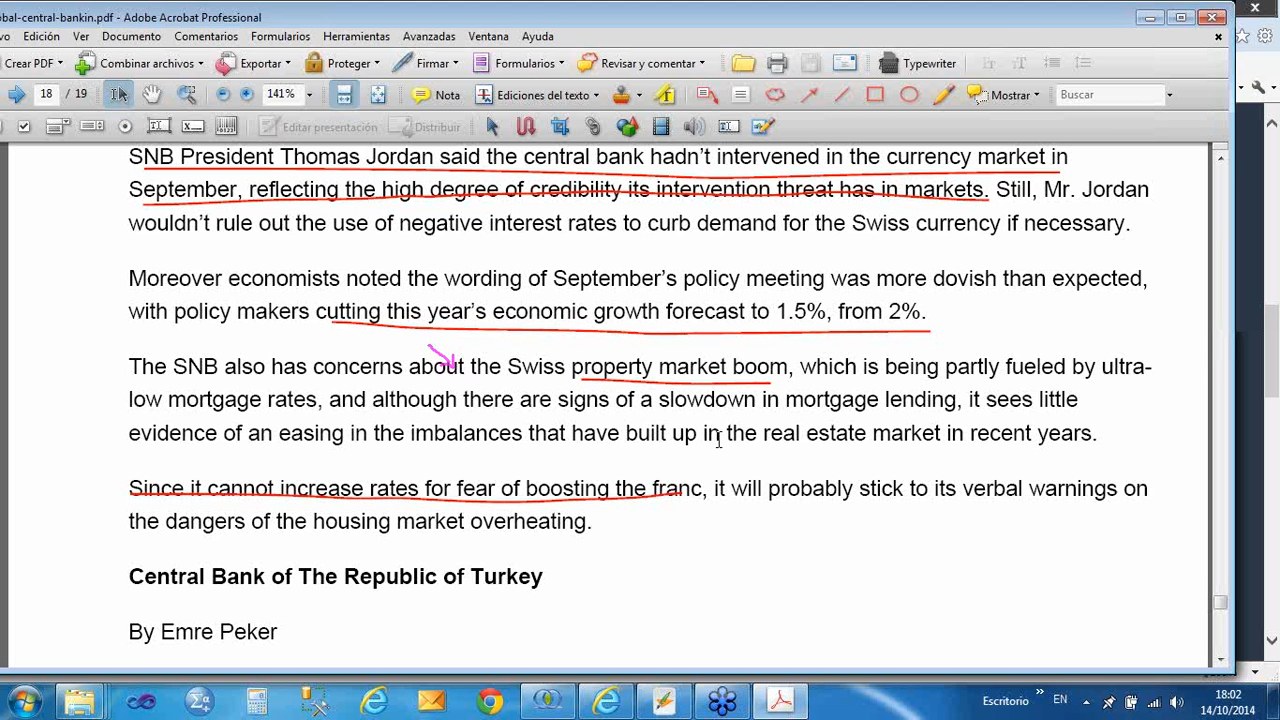 bal-central-bankin.pdf - Adobe Acrobat Professional
vo Edición Ver Documento Comentarios Formularios Herramientas Avanzadas Ventana Ayuda
Crear PDF Combinar archivos Exportar Proteger Firmar Formularios Revisar y comentar Typewriter
18 / 19 141% Nota Ediciones del texto Mostrar Buscar
Editar presentación Distribuir
SNB President Thomas Jordan said the central bank hadn't intervened in the currency market in
September, reflecting the high degree of credibility its intervention threat has in markets. Still, Mr. Jordan
wouldn't rule out the use of negative interest rates to curb demand for the Swiss currency if necessary.
Moreover economists noted the wording of September's policy meeting was more dovish than expected,
with policy makers cutting this year's economic growth forecast to 1.5%, from 2%.
The SNB also has concerns about the Swiss property market boom, which is being partly fueled by ultra-
low mortgage rates, and although there are signs of a slowdown in mortgage lending, it sees little
evidence of an easing in the imbalances that have built up in the real estate market in recent years.
Since it cannot increase rates for fear of boosting the franc, it will probably stick to its verbal warnings on
the dangers of the housing market overheating.
Central Bank of The Republic of Turkey
By Emre Peker
Escritorio EN 18:02
14/10/2014